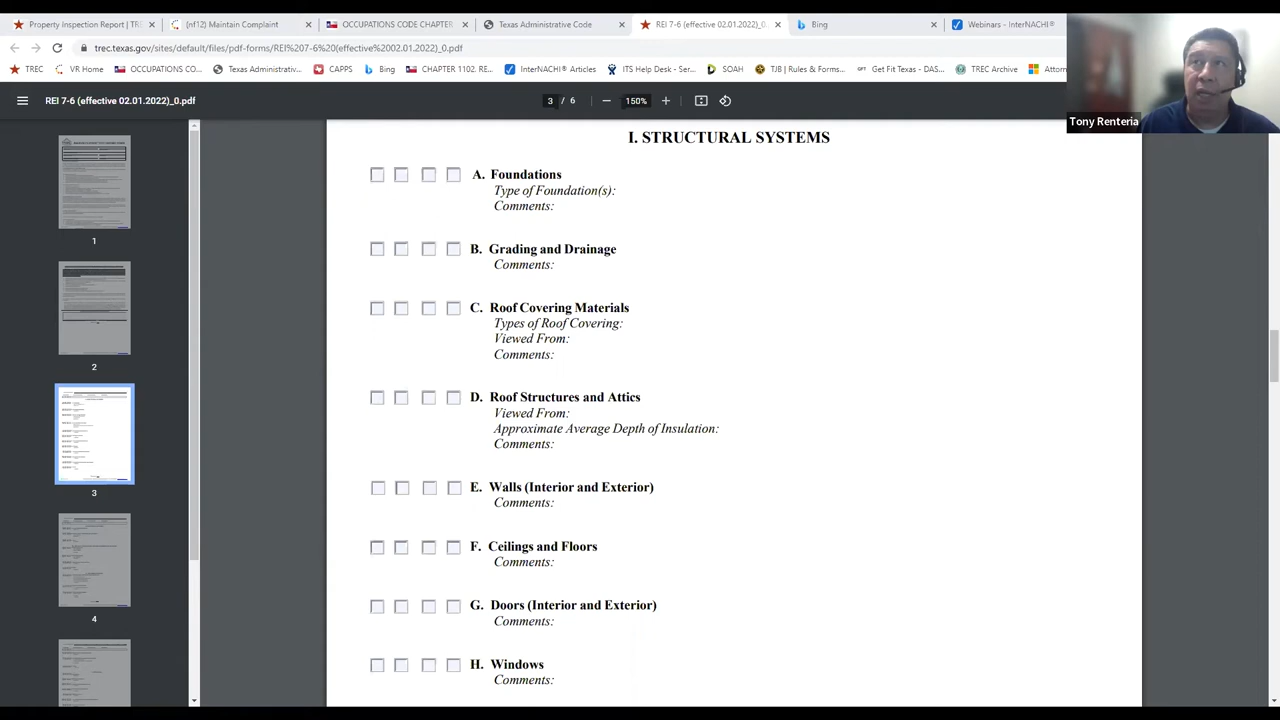 Property Inspection Report | TRE
(nf12) Maintain Complaint
OCCUPATIONS CODE CHAPTER
Texas Administrative Code
REI 7-6 (effective 02.01.2022)_0.p
Bing
Webinars - InterNACHI®
trec.texas.gov/sites/default/files/pdf-forms/REI%207-6%20(effective%2002.01.2022)_0.pdf
TREC
VR Home
OCCUPATIONS CO...
Texas Administrativ...
CAPPS
Bing
CHAPTER 1102. RE...
InterNACHI® Articles
ITS Help Desk - Ser...
SOAH
TJB | Rules & Forms...
Get Fit Texas - DAS...
TREC Archive
Attor
REI 7-6 (effective 02.01.2022)_0.pdf
3 / 6
150%
Tony Renteria
I. STRUCTURAL SYSTEMS
A. Foundations
Type of Foundation(s):
Comments:
B. Grading and Drainage
Comments:
C. Roof Covering Materials
Types of Roof Covering:
Viewed From:
Comments:
D. Roof Structures and Attics
Viewed From:
Approximate Average Depth of Insulation:
Comments:
E. Walls (Interior and Exterior)
Comments:
F. Ceilings and Floors
Comments:
G. Doors (Interior and Exterior)
Comments:
H. Windows
Comments:
1
2
3
4